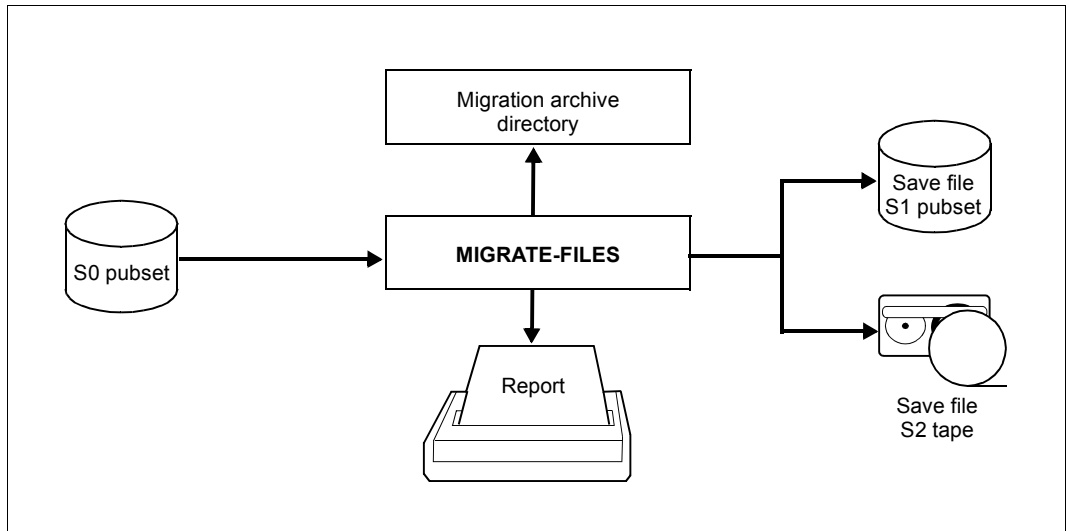 Migration archive
directory
Save file
S1 pubset
S0 pubset
MIGRATE-FILES
Report
Save file
S2 tape